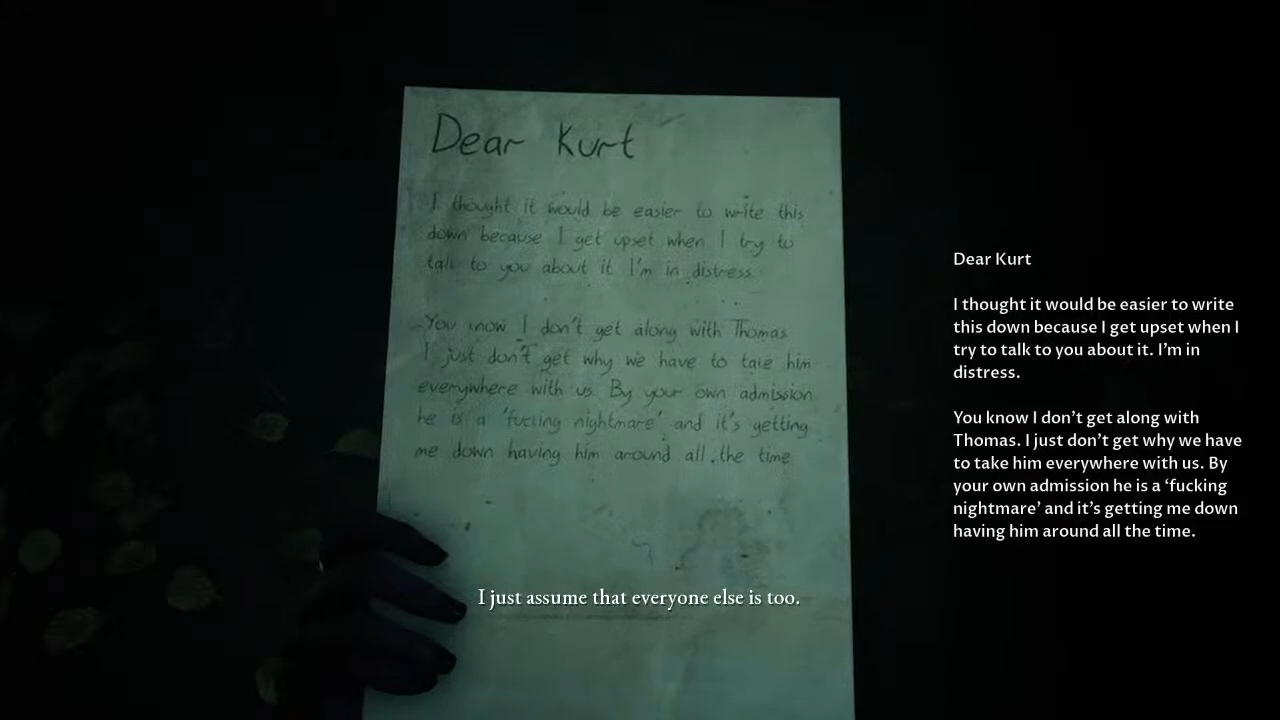 Dear Kurt
I thought it would be easier to write this
down because I get upset when I try to
talk to you about it I'm in distress
You know I don't get along with Thomas
I just don't get why we have to take him
everywhere with us. By your own admission
he is a 'fucking nightmare' and it's getting
me down having him around all the time
I just assume that everyone else is too.
Dear Kurt
I thought it would be easier to write
this down because I get upset when I
try to talk to you about it. I'm in
distress.
You know I don't get along with
Thomas. I just don't get why we have
to take him everywhere with us. By
your own admission he is a ‘fucking
nightmare’ and it's getting me down
having him around all the time.